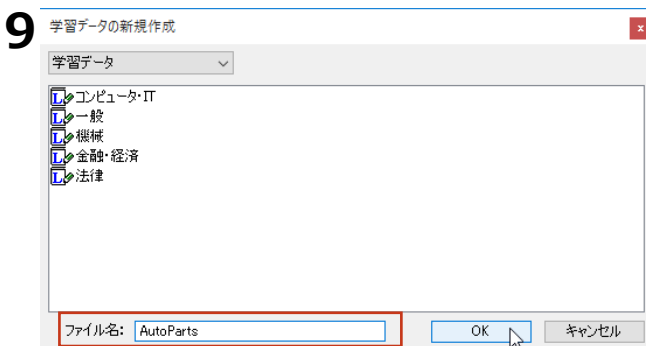 9
学習データの新規作成
x
学習データ
コンピュータ・IT
一般
機械
金融・経済
法律
ファイル名: AutoParts OK キャンセル